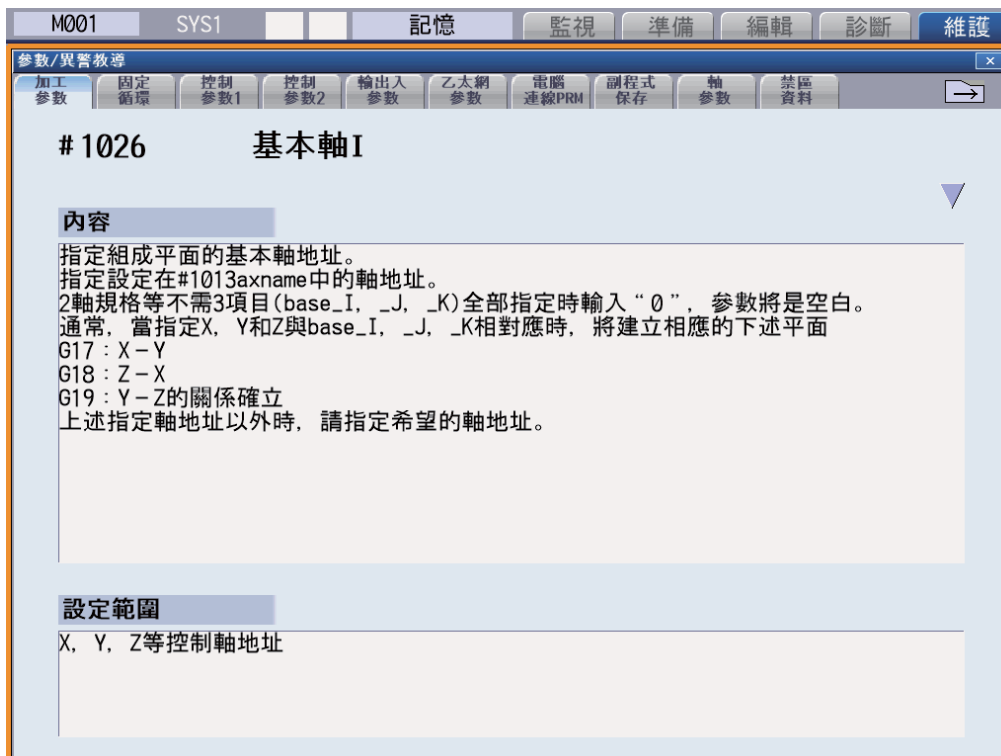 M001 SYS1 記憶 監視 準備 編輯 診斷 維護
參數/異警教導
加工參數 固定循環 控制參數1 控制參數2 輸出入參數 乙太網參數 電腦連線PRM 副程式保存 軸參數 禁區資料
#1026 基本軸I
內容
指定組成平面的基本軸地址。
指定設定在#1013axname中的軸地址。
2軸規格等不需3項目(base_I, _J, _K)全部指定時輸入“0”, 參數將是空白。
通常, 當指定X, Y和Z與base_I, _J, _K相對應時, 將建立相應的下述平面
G17：X－Y
G18：Z－X
G19：Y－Z的關係確立
上述指定軸地址以外時, 請指定希望的軸地址。
設定範圍
X, Y, Z等控制軸地址